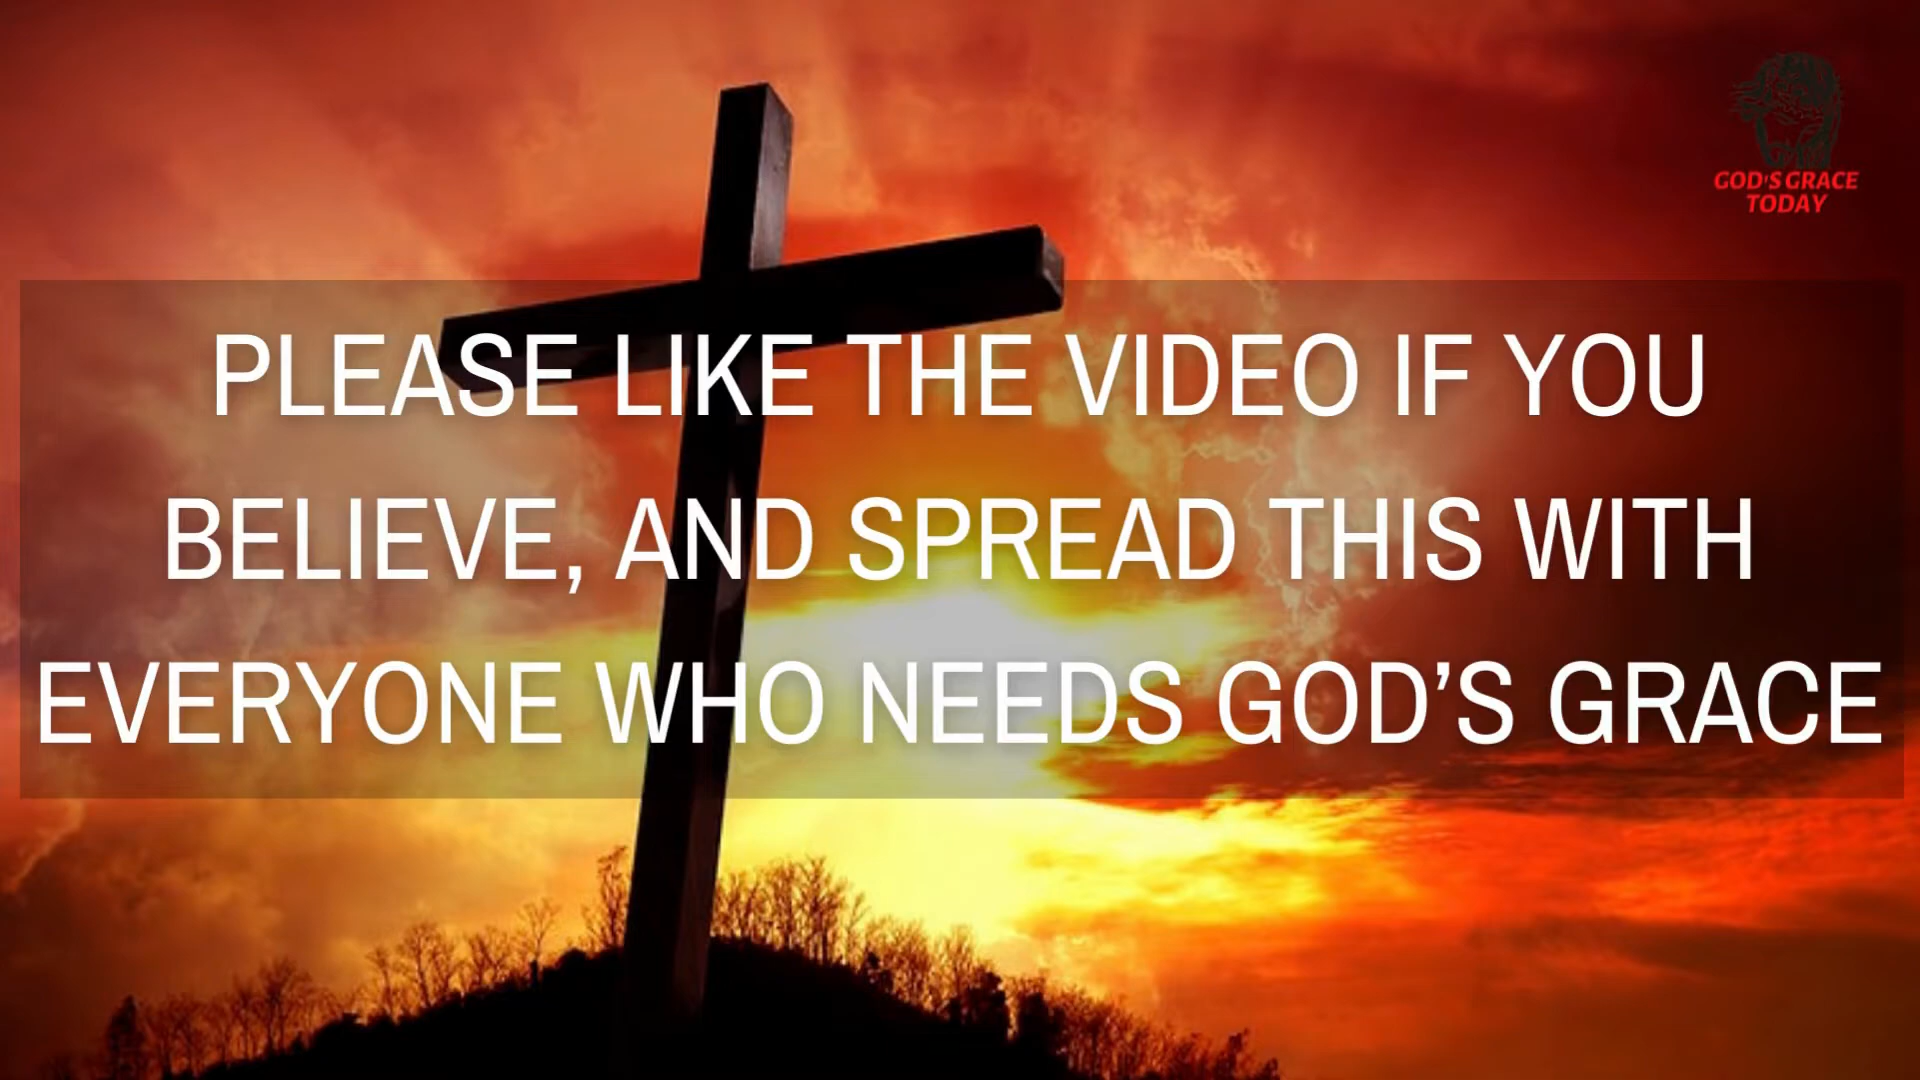 GOD'S GRACE
TODAY
PLEASE LIKE THE VIDEO IF YOU
BELIEVE, AND SPREAD THIS WITH
EVERYONE WHO NEEDS GOD’S GRACE